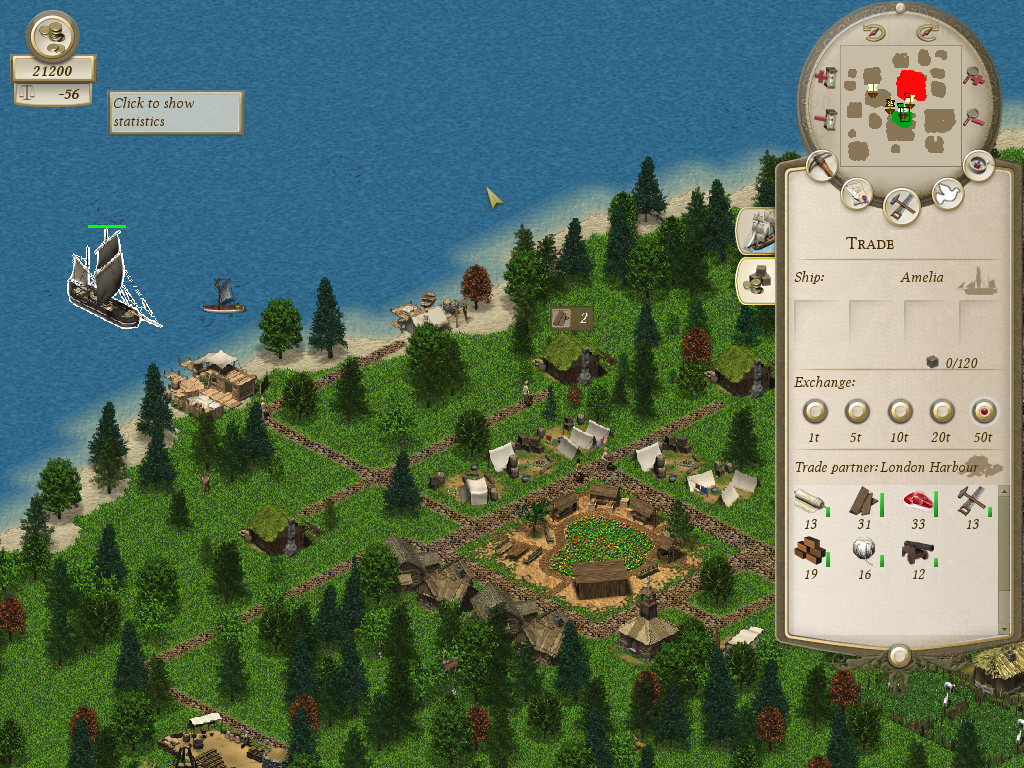 21200
-56
Click to show
statistics
2
TRADE
Ship: Amelia
0/120
Exchange:
1t 5t 10t 20t 50t
Trade partner: London Harbour
13 31 33 13
19 16 12